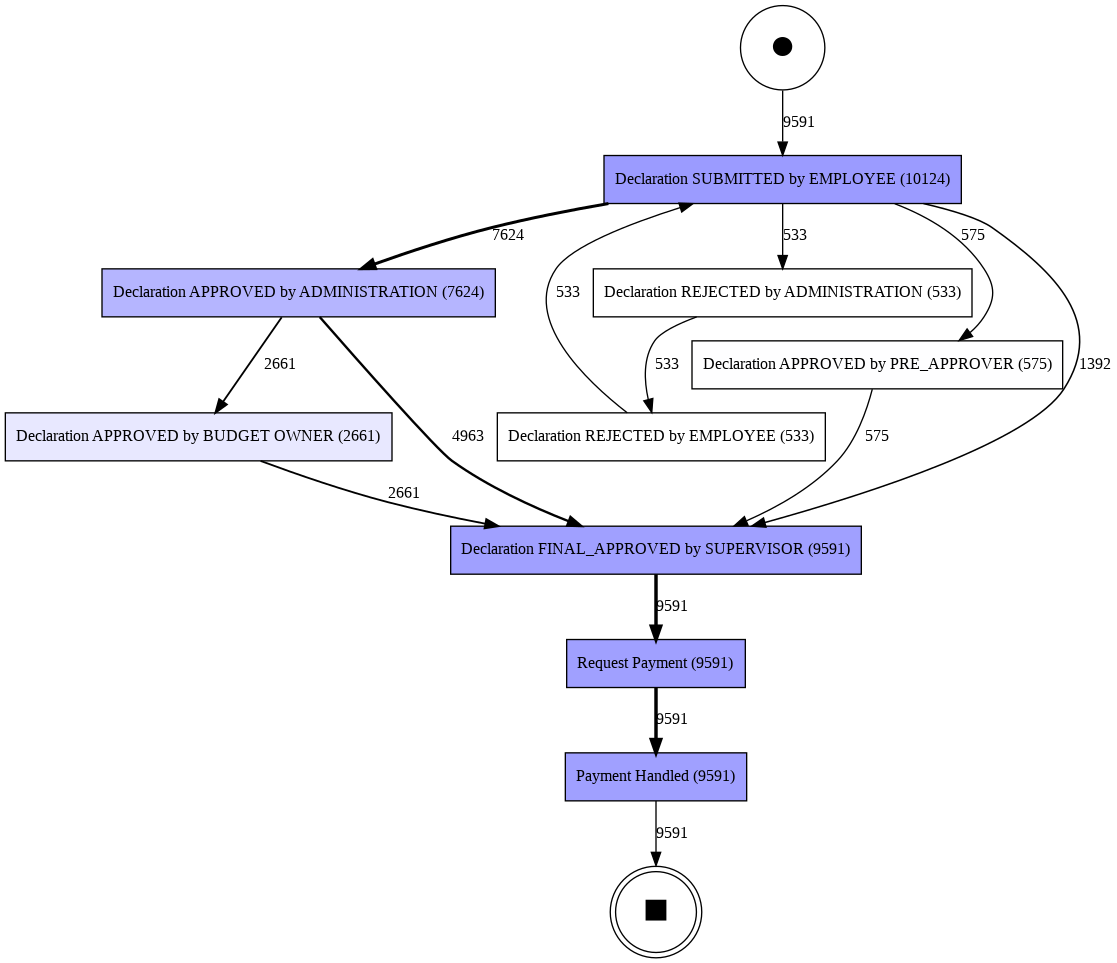 9591
Declaration SUBMITTED by EMPLOYEE (10124)
7624
533
575
Declaration APPROVED by ADMINISTRATION (7624)
533
Declaration REJECTED by ADMINISTRATION (533)
2661
533
Declaration APPROVED by PRE_APPROVER (575)
1392
Declaration APPROVED by BUDGET OWNER (2661)
4963
Declaration REJECTED by EMPLOYEE (533)
575
2661
Declaration FINAL_APPROVED by SUPERVISOR (9591)
9591
Request Payment (9591)
9591
Payment Handled (9591)
9591